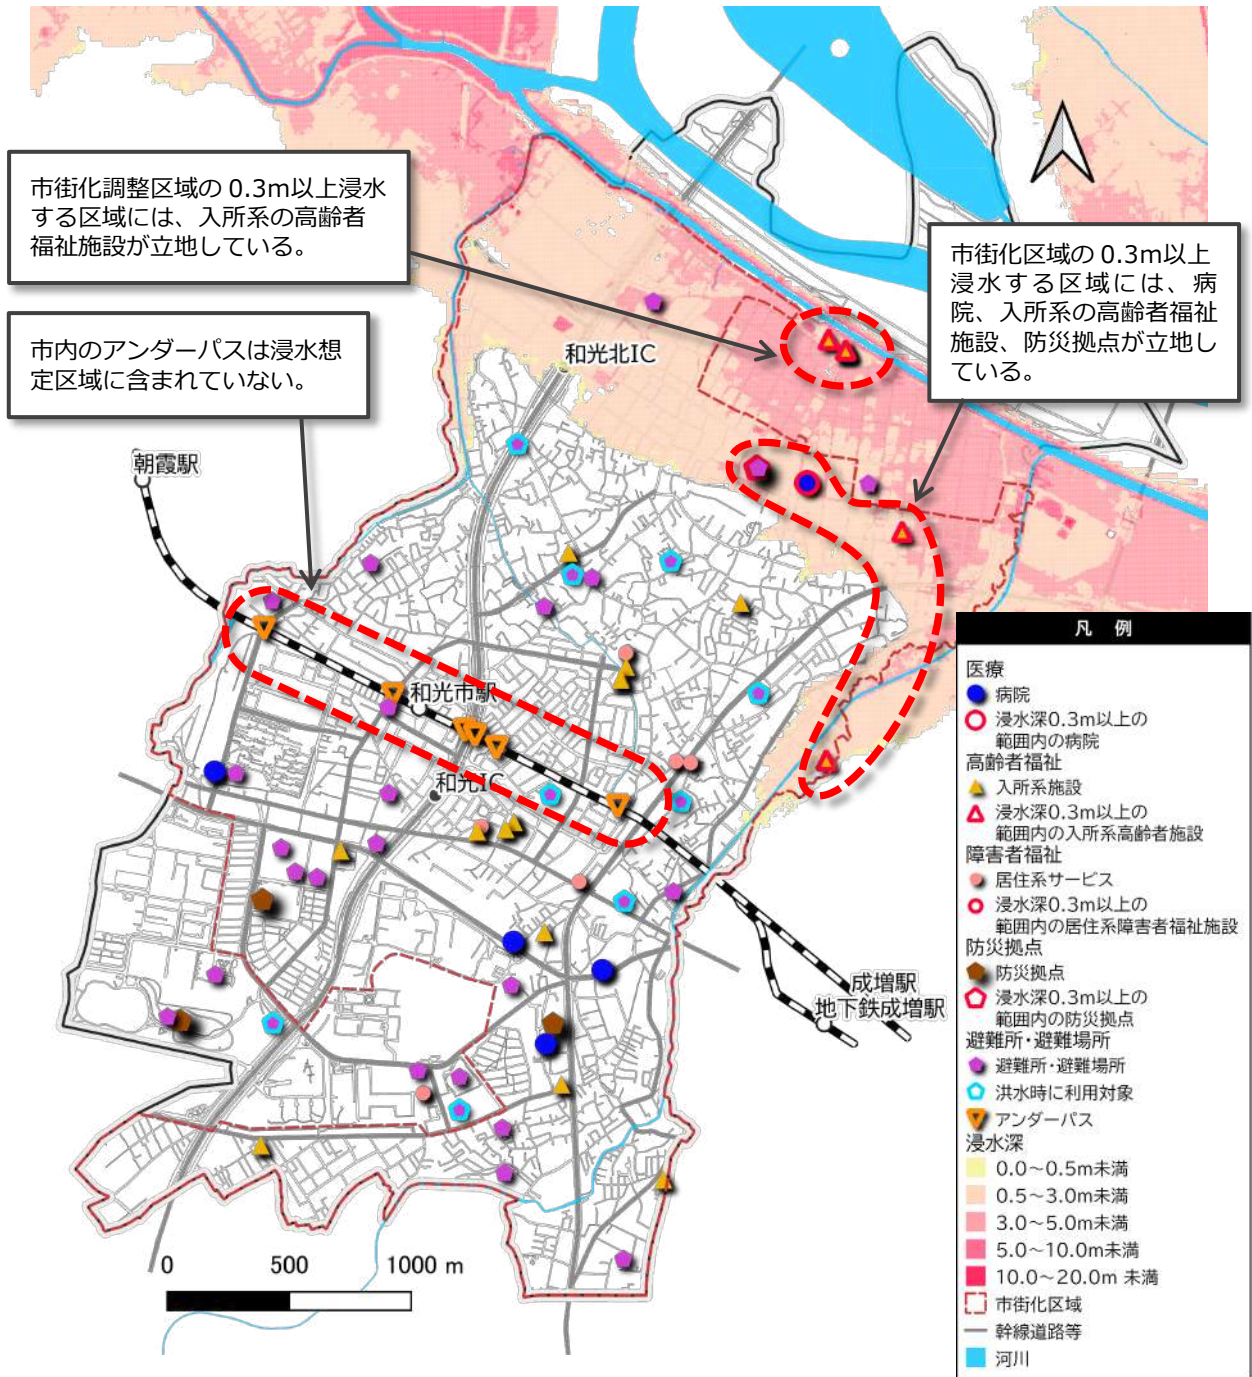 市街化調整区域の 0.3m以上浸水
する区域には、入所系の高齢者
福祉施設が立地している。
市街化区域の 0.3m以上
浸水する区域には、病
院、入所系の高齢者福祉
施設、防災拠点が立地し
ている。
市内のアンダーパスは浸水想
定区域に含まれていない。
和光北IC
朝霞駅
和光市駅
和光IC
成増駅
地下鉄成増駅
0 500 1000 m
凡 例
医療
病院
浸水深0.3m以上の
範囲内の病院
高齢者福祉
入所系施設
浸水深0.3m以上の
範囲内の入所系高齢者施設
障害者福祉
居住系サービス
浸水深0.3m以上の
範囲内の居住系障害者福祉施設
防災拠点
防災拠点
浸水深0.3m以上の
範囲内の防災拠点
避難所・避難場所
避難所・避難場所
洪水時に利用対象
アンダーパス
浸水深
0.0～0.5m未満
0.5～3.0m未満
3.0～5.0m未満
5.0～10.0m未満
10.0～20.0m 未満
市街化区域
幹線道路等
河川